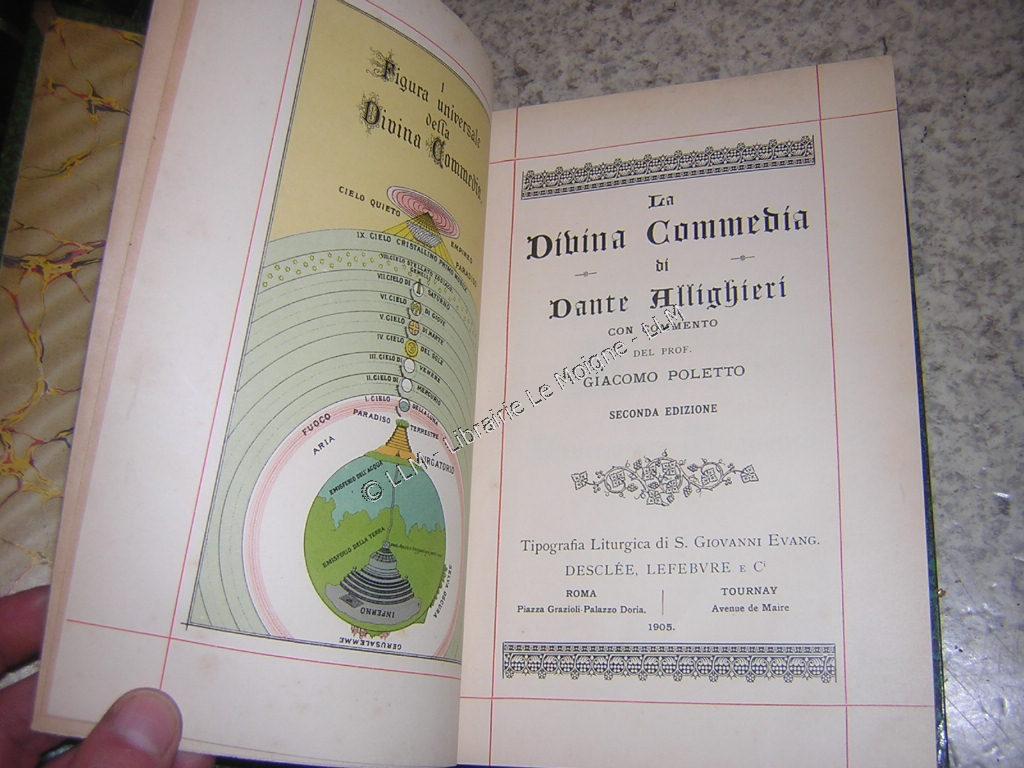 I
Figura universale
della
Divina Commedia.
CIELO QUIETO
EMPIREO
PARADISO
IX. CIELO CRISTALLINO PRIMO MOBILE
VIII. CIELO STELLATO
GEMELLI
VII. CIELO DI SATURNO
VI. CIELO DI GIOVE
V. CIELO DI MARTE
IV. CIELO DEL SOLE
III. CIELO DI VENERE
II. CIELO DI MERCURIO
I. CIELO DELLA LUNA
FUOCO
PARADISO TERRESTRE
ARIA
PURGATORIO
EMISFERIO DELL'ACQUA
EMISFERIO DELLA TERRA
INFERNO
GERUSALEMME
La
Divina Commedia
di
Dante Allighieri
CON COMENTO
DEL PROF.
GIACOMO POLETTO
SECONDA EDIZIONE
Tipografia Liturgica di S. GIOVANNI EVANG.
DESCLÉE, LEFEBVRE E Ci
ROMA
Piazza Grazioli-Palazzo Doria.
TOURNAY
Avenue de Maire
1905.
© LLM - Librairie Le Moigne - LLM